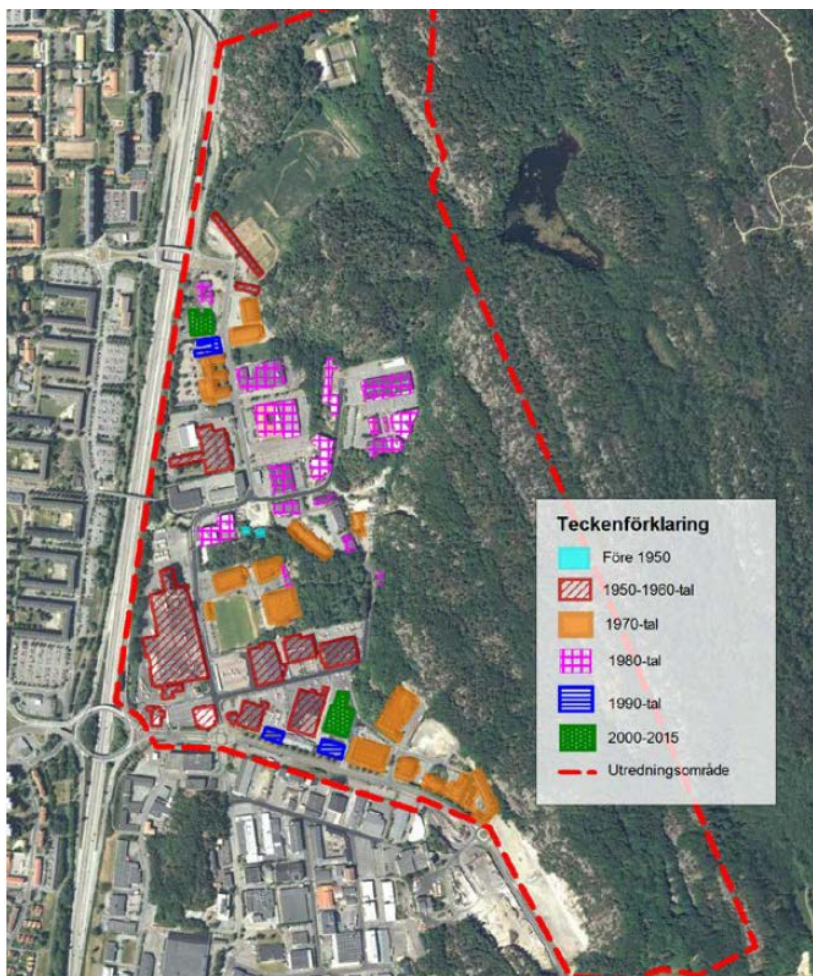 Teckenförklaring
Före 1950
1950-1960-tal
1970-tal
1980-tal
1990-tal
2000-2015
Utredningsområde